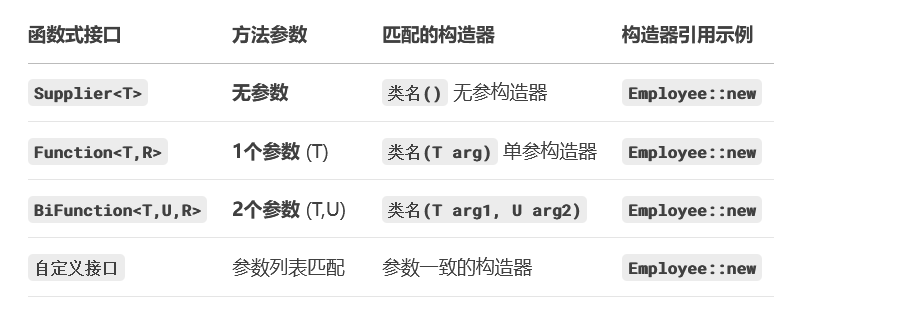 函数式接口 方法参数 匹配的构造器 构造器引用示例
Supplier<T> 无参数 类名() 无参构造器 Employee::new
Function<T,R> 1个参数 (T) 类名(T arg) 单参构造器 Employee::new
BiFunction<T,U,R> 2个参数 (T,U) 类名(T arg1, U arg2) Employee::new
自定义接口 参数列表匹配 参数一致的构造器 Employee::new